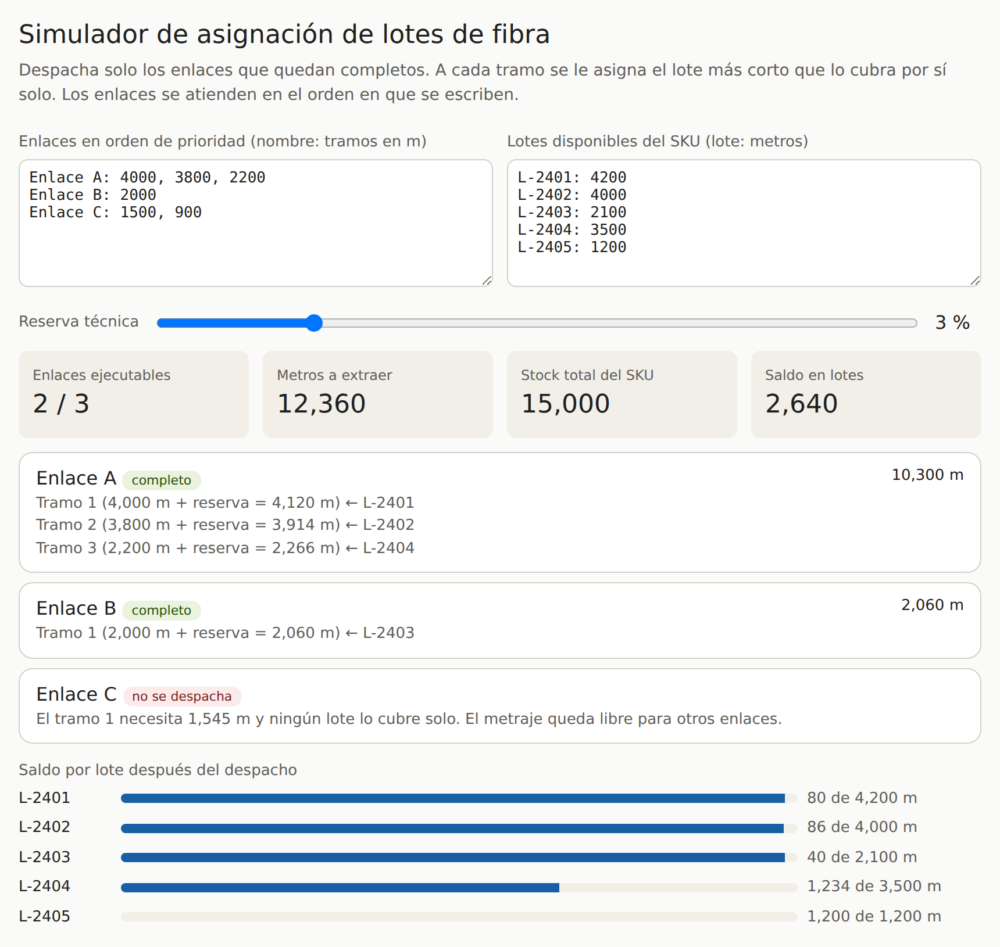 Simulador de asignación de lotes de fibra
Despacha solo los enlaces que quedan completos. A cada tramo se le asigna el lote más corto que lo cubra por sí
solo. Los enlaces se atienden en el orden en que se escriben.
Enlaces en orden de prioridad (nombre: tramos en m)
Enlace A: 4000, 3800, 2200
Enlace B: 2000
Enlace C: 1500, 900
Lotes disponibles del SKU (lote: metros)
L-2401: 4200
L-2402: 4000
L-2403: 2100
L-2404: 3500
L-2405: 1200
Reserva técnica 3 %
Enlaces ejecutables
2 / 3
Metros a extraer
12,360
Stock total del SKU
15,000
Saldo en lotes
2,640
Enlace A completo 10,300 m
Tramo 1 (4,000 m + reserva = 4,120 m) ← L-2401
Tramo 2 (3,800 m + reserva = 3,914 m) ← L-2402
Tramo 3 (2,200 m + reserva = 2,266 m) ← L-2404
Enlace B completo 2,060 m
Tramo 1 (2,000 m + reserva = 2,060 m) ← L-2403
Enlace C no se despacha
El tramo 1 necesita 1,545 m y ningún lote lo cubre solo. El metraje queda libre para otros enlaces.
Saldo por lote después del despacho
L-2401 80 de 4,200 m
L-2402 86 de 4,000 m
L-2403 40 de 2,100 m
L-2404 1,234 de 3,500 m
L-2405 1,200 de 1,200 m